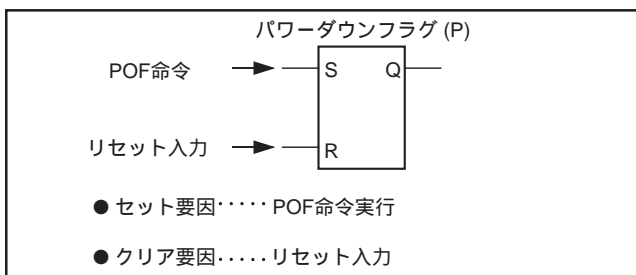 パワーダウンフラグ (P)
POF命令
S
Q
リセット入力
R
● セット要因····· POF命令実行
● クリア要因.....リセット入力